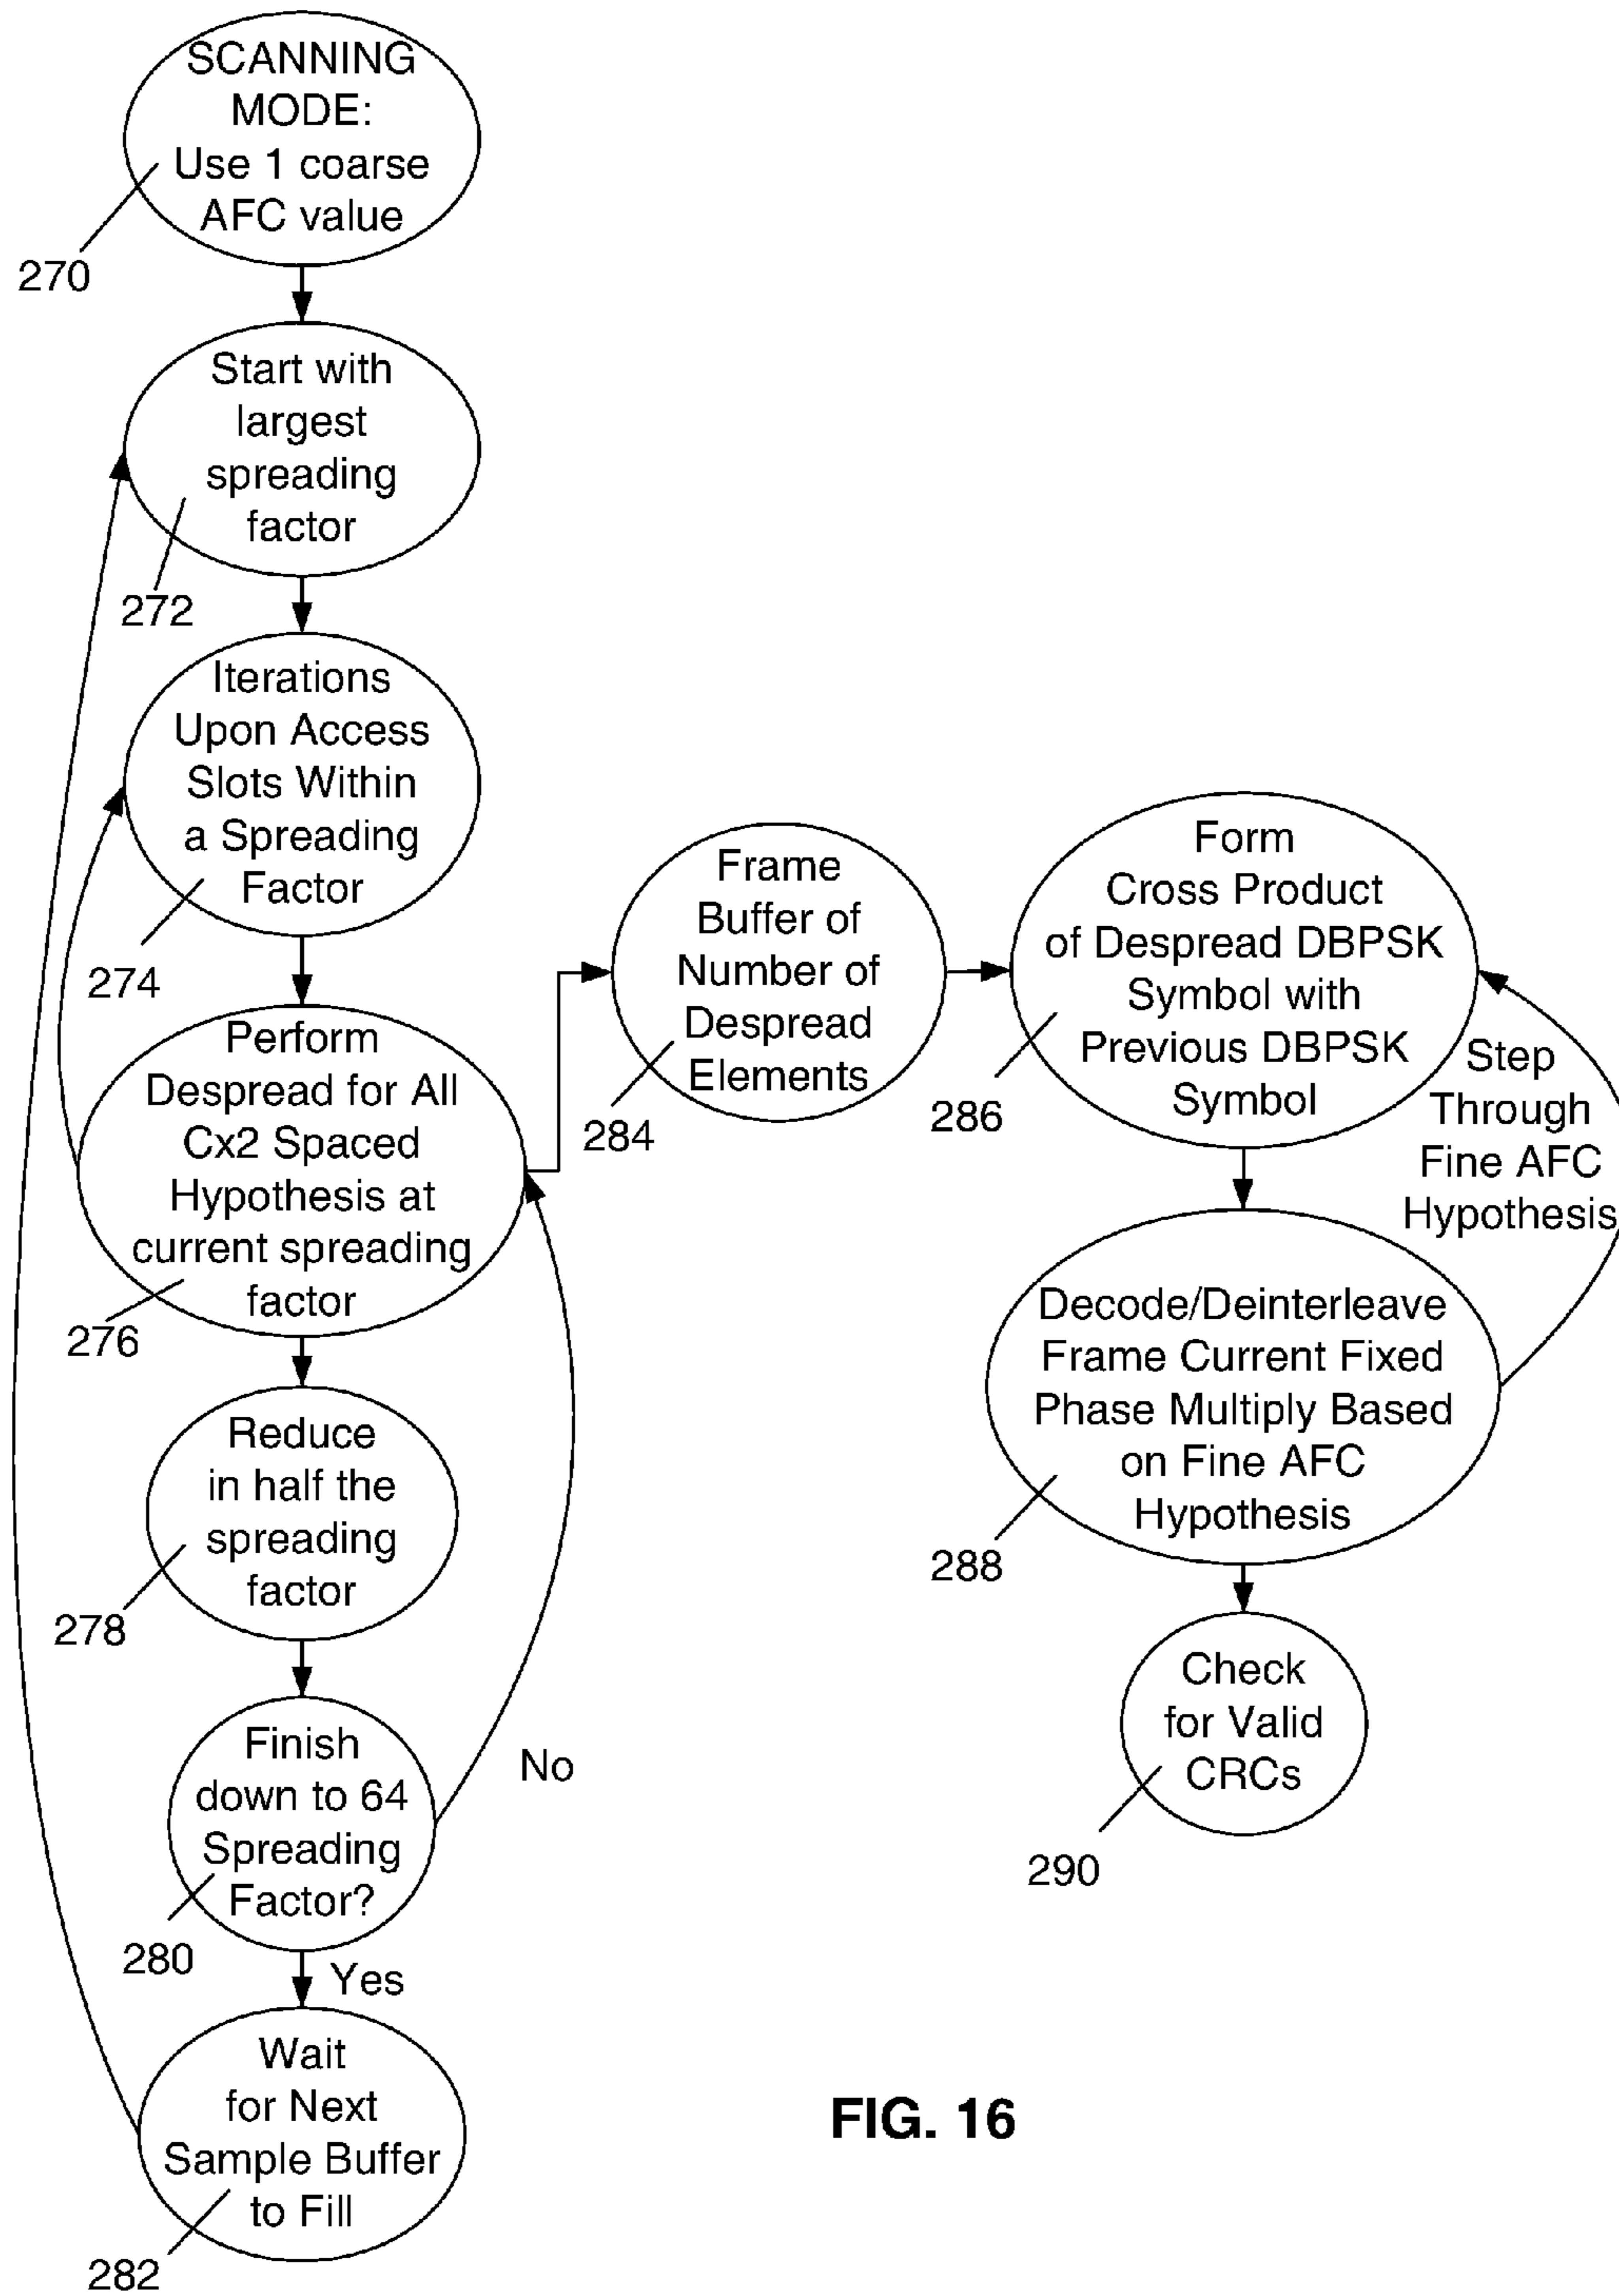 SCANNING
MODE:
Use 1 coarse
AFC value
270
Start with
largest
spreading
factor
272
Iterations
Upon Access
Slots Within
a Spreading
Factor
274
Perform
Despread for All
Cx2 Spaced
Hypothesis at
current spreading
factor
276
Reduce
in half the
spreading
factor
278
Finish
down to 64
Spreading
Factor?
280
No
Yes
Wait
for Next
Sample Buffer
to Fill
282
Frame
Buffer of
Number of
Despread
Elements
284
Form
Cross Product
of Despread DBPSK
Symbol with
Previous DBPSK
Symbol
286
Step
Through
Fine AFC
Hypothesis
Decode/Deinterleave
Frame Current Fixed
Phase Multiply Based
on Fine AFC
Hypothesis
288
Check
for Valid
CRCs
290
FIG. 16